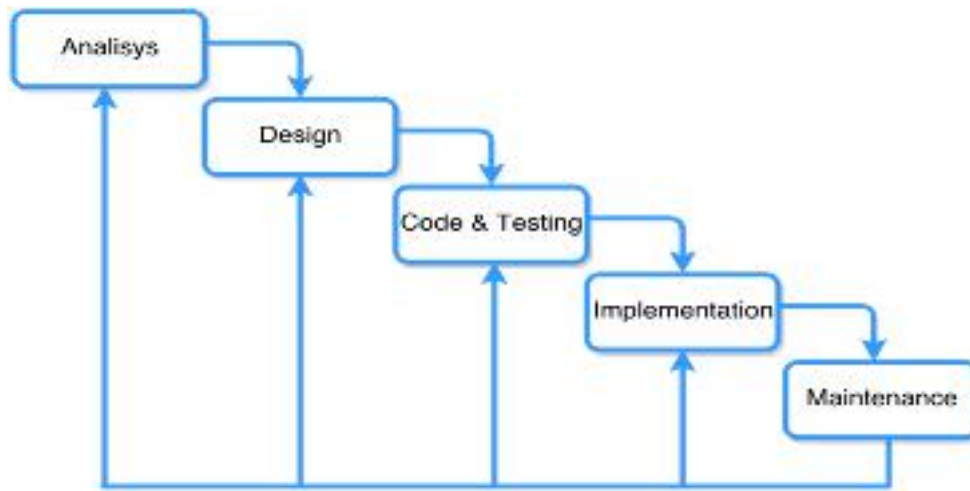 Analisys
Design
Code & Testing
Implementation
Maintenance